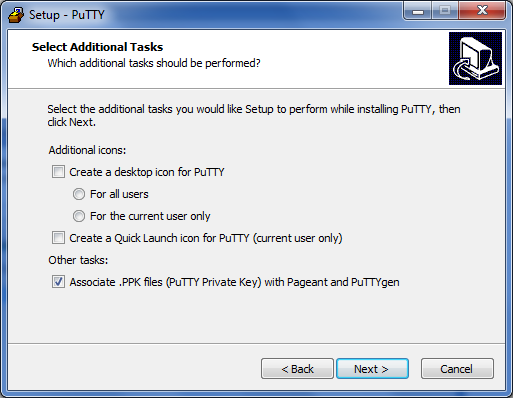 Setup - PuTTY
Select Additional Tasks
Which additional tasks should be performed?
Select the additional tasks you would like Setup to perform while installing PuTTY, then
click Next.
Additional icons:
Create a desktop icon for PuTTY
For all users
For the current user only
Create a Quick Launch icon for PuTTY (current user only)
Other tasks:
Associate .PPK files (PuTTY Private Key) with Pageant and PuTTYgen
< Back
Next >
Cancel